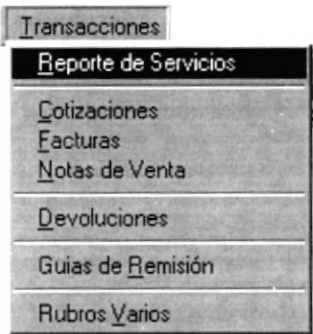 Transacciones
Reporte de Servicios
Cotizaciones
Facturas
Notas de Venta
Devoluciones
Guias de Remisión
Rubros Varios